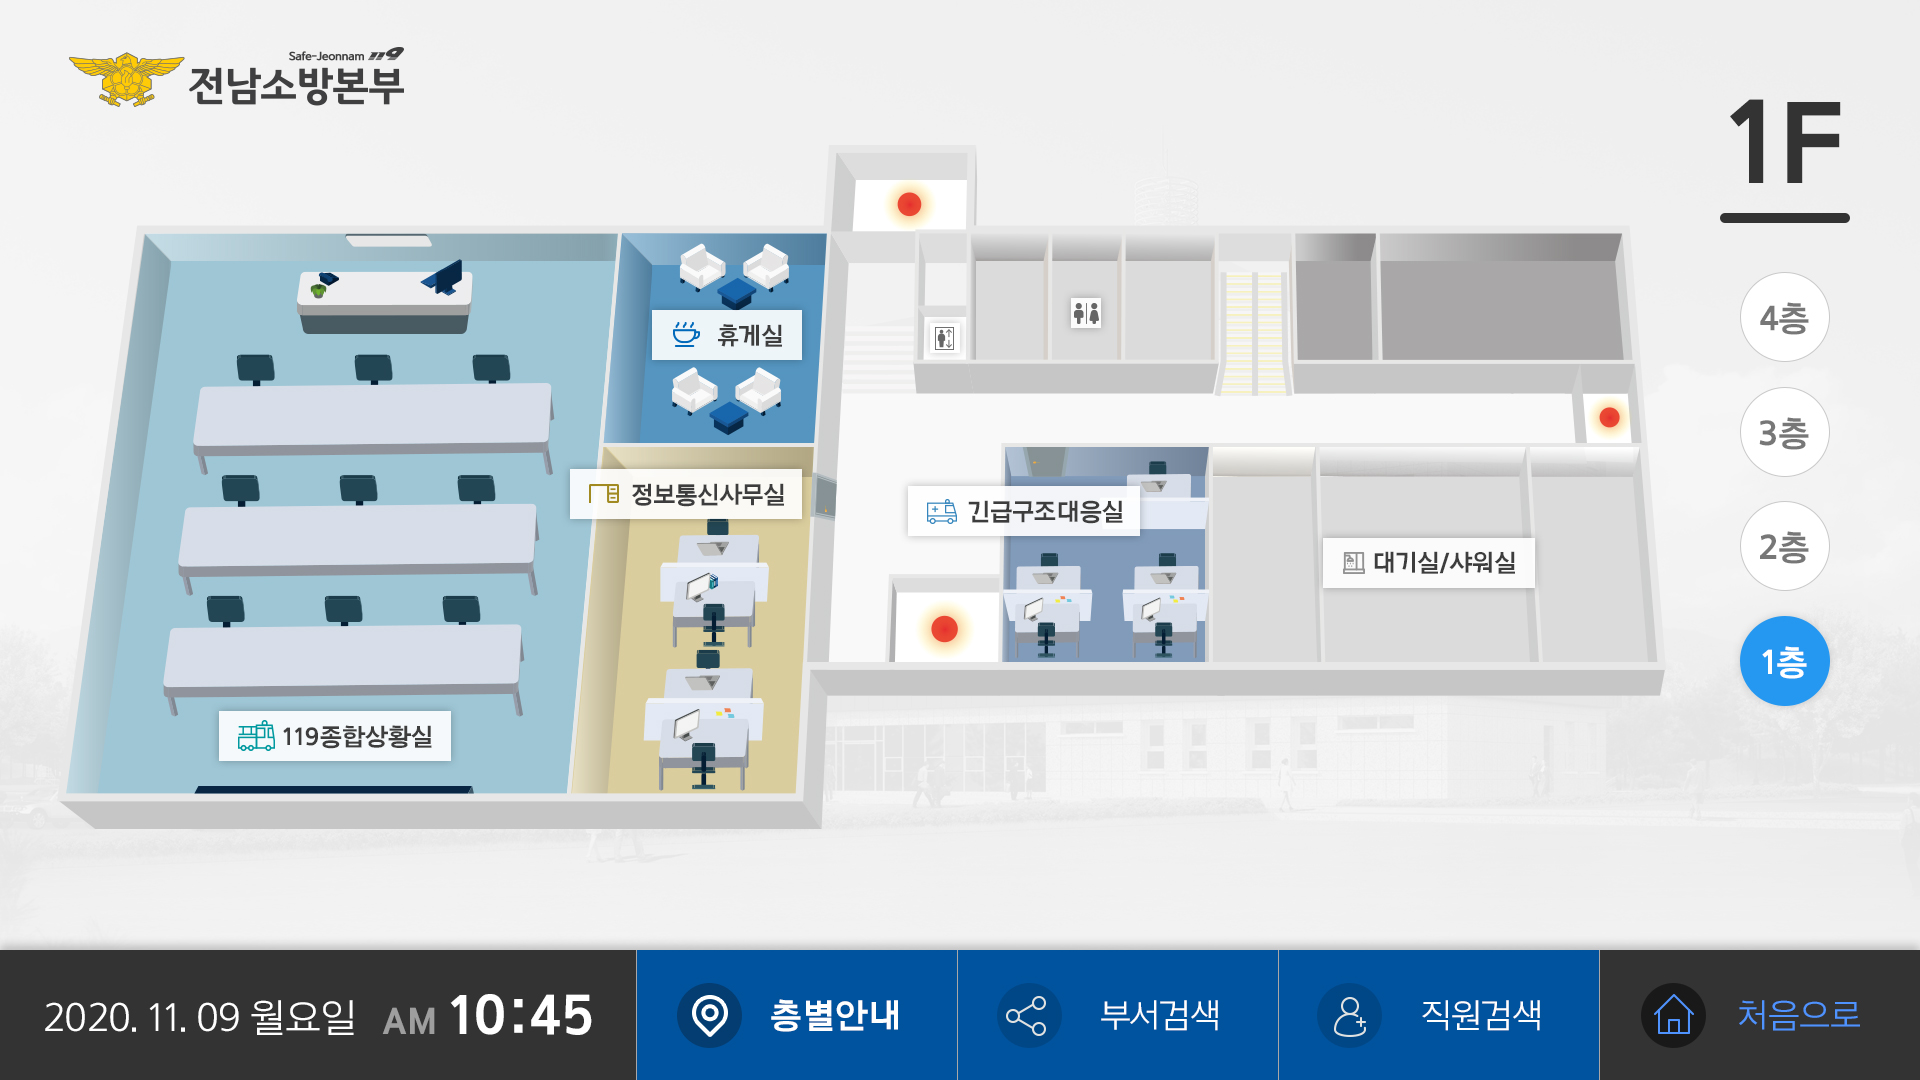 Safe-Jeonnam 119
전남소방본부
1F
4층
3층
2층
1층
휴게실
정보통신사무실
긴급구조대응실
대기실/샤워실
119종합상황실
2020. 11. 09 월요일 AM 10:45
층별안내
부서검색
직원검색
처음으로